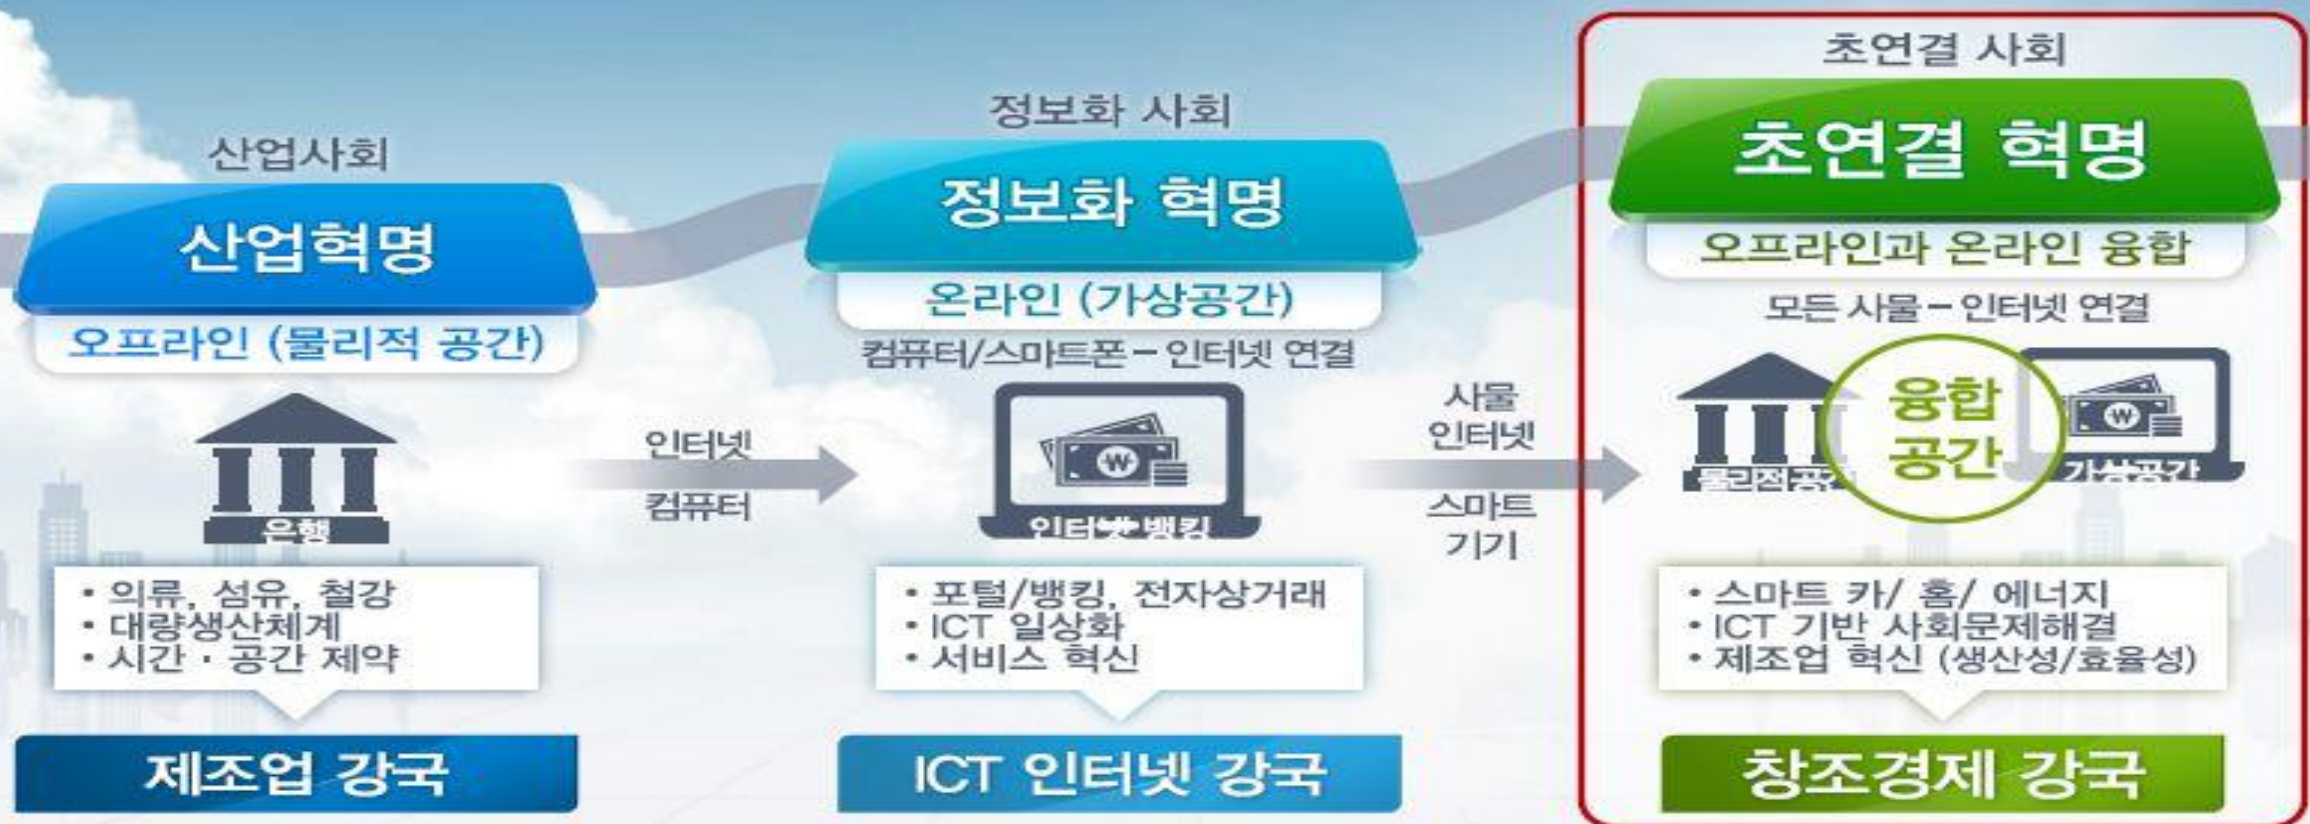 산업사회
산업혁명
오프라인 (물리적 공간)
은행
• 의류, 섬유, 철강
• 대량생산체계
• 시간 · 공간 제약
제조업 강국
인터넷
컴퓨터
정보화 사회
정보화 혁명
온라인 (가상공간)
컴퓨터/스마트폰 – 인터넷 연결
인터넷 뱅킹
• 포털/뱅킹, 전자상거래
• ICT 일상화
• 서비스 혁신
ICT 인터넷 강국
사물
인터넷
스마트
기기
초연결 사회
초연결 혁명
오프라인과 온라인 융합
모든 사물 – 인터넷 연결
물리적공간
융합
공간
가상공간
• 스마트 카/ 홈/ 에너지
• ICT 기반 사회문제해결
• 제조업 혁신 (생산성/효율성)
창조경제 강국